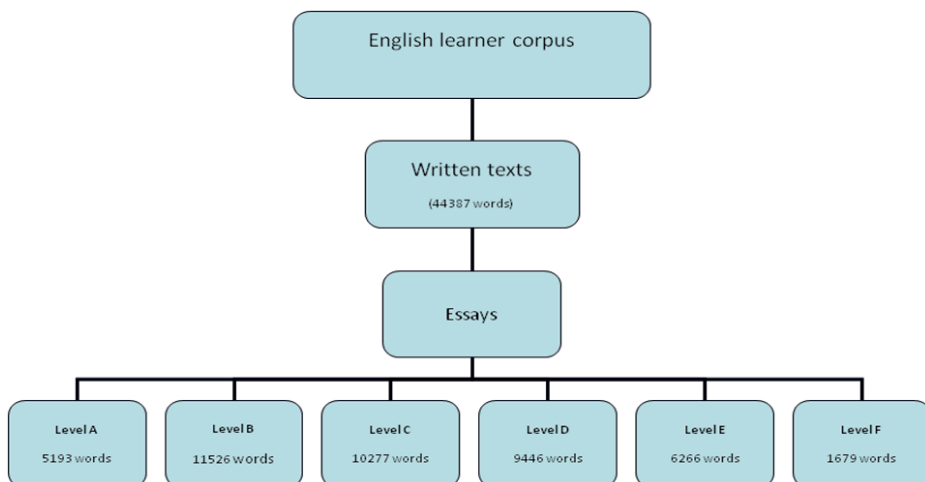 English learner corpus
Written texts
(44387 words)
Essays
Level A
5193 words
Level B
11526 words
Level C
10277 words
Level D
9446 words
Level E
6266 words
Level F
1679 words